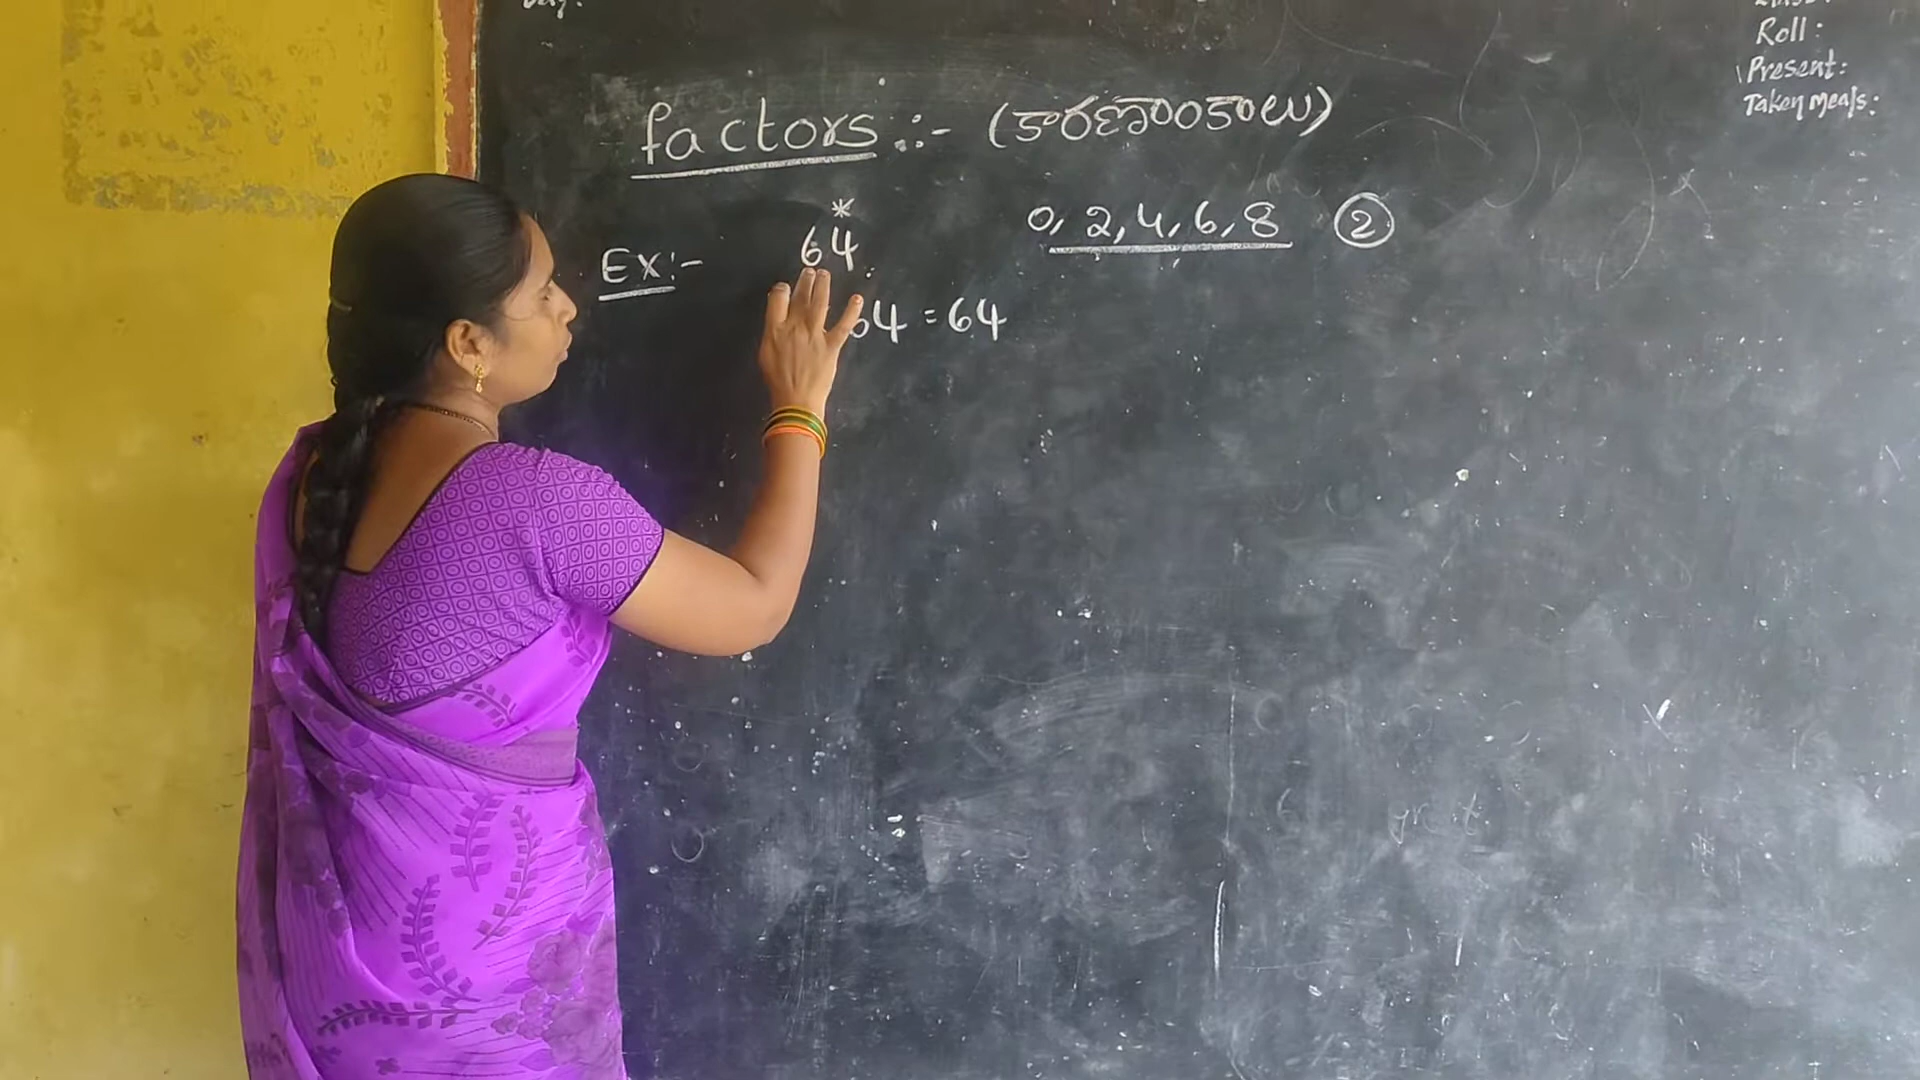 factors :- (కారణాంకాలు)
Ex:- 64
64 = 64
0, 2, 4, 6, 8 2
Roll :
Present:
Taken meals: